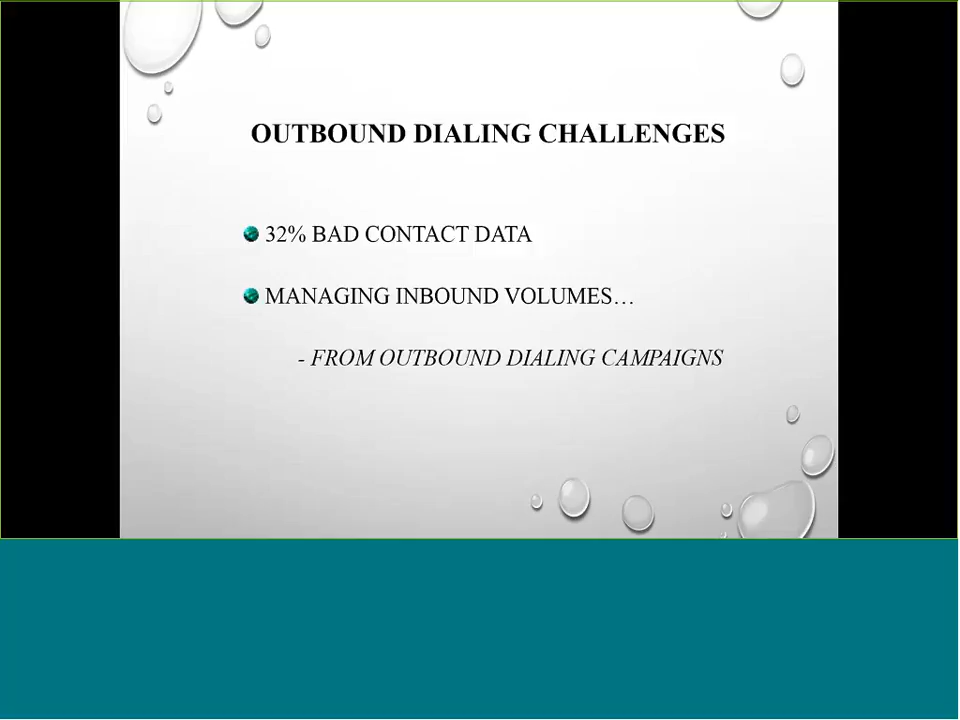 OUTBOUND DIALING CHALLENGES
32% BAD CONTACT DATA
MANAGING INBOUND VOLUMES…
- FROM OUTBOUND DIALING CAMPAIGNS